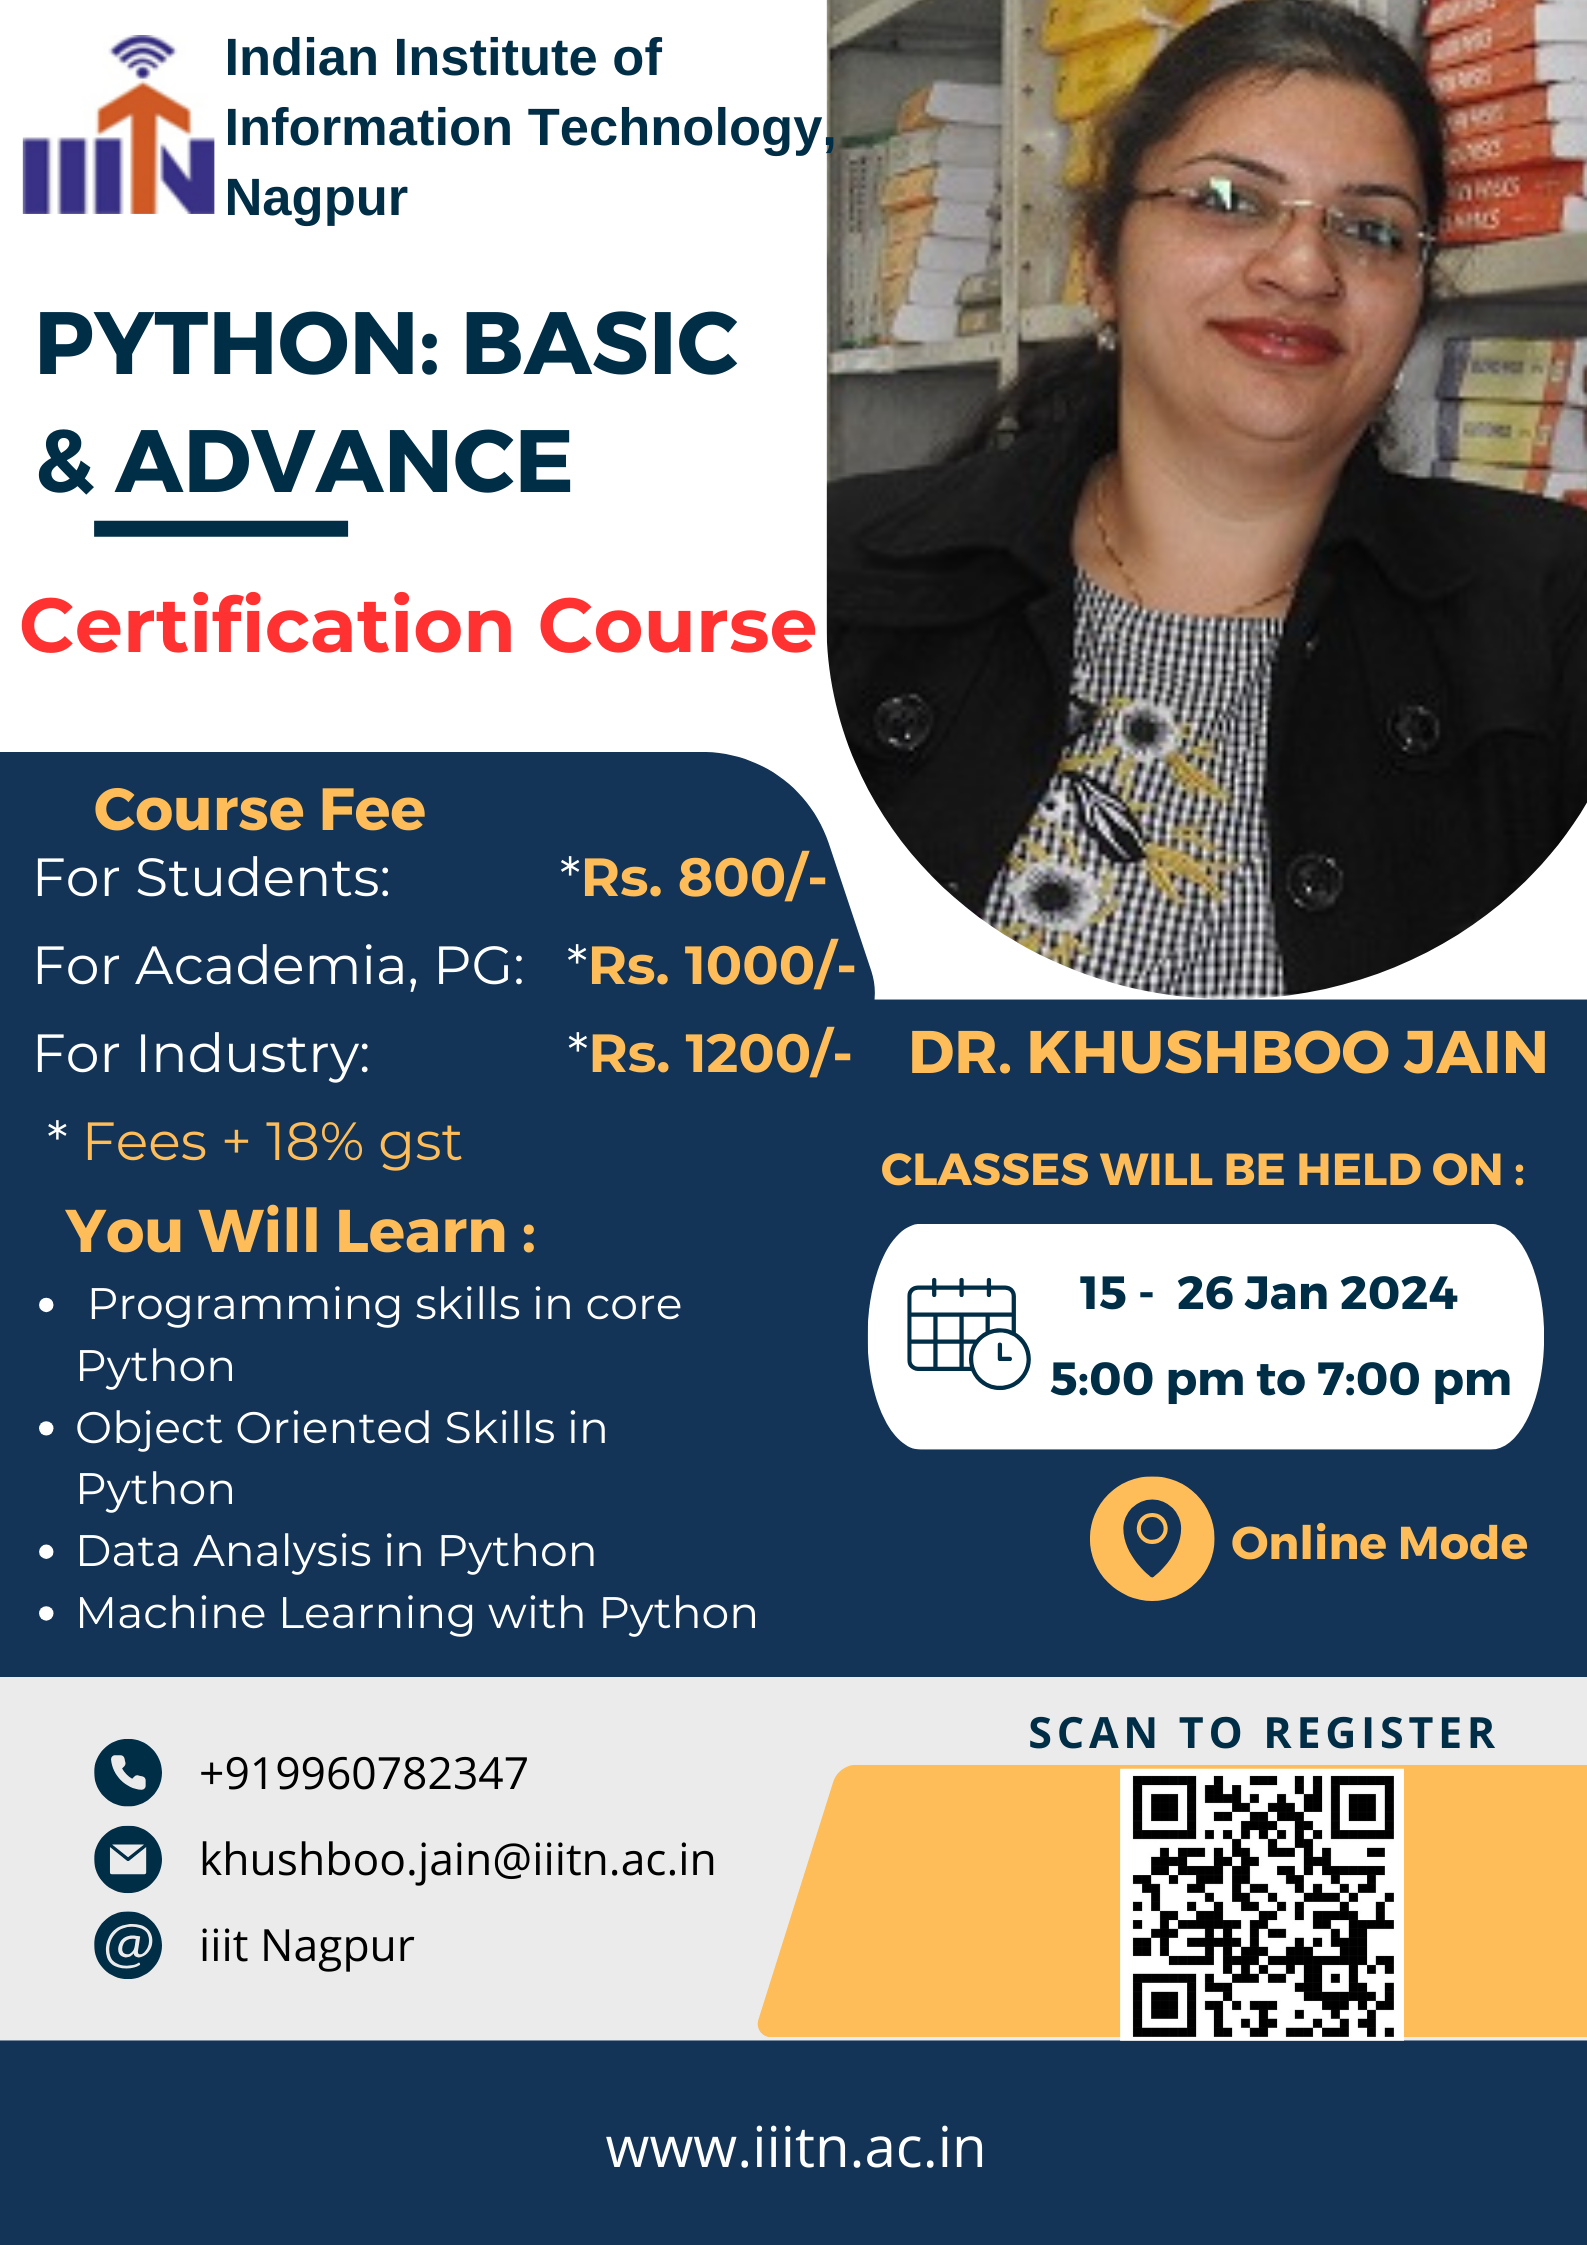 IIITN
Indian Institute of
Information Technology,
Nagpur
PYTHON: BASIC
& ADVANCE
Certification Course
Course Fee
For Students: *Rs. 800/-
For Academia, PG: *Rs. 1000/-
For Industry: *Rs. 1200/-
* Fees + 18% gst
You Will Learn :
• Programming skills in core
Python
• Object Oriented Skills in
Python
• Data Analysis in Python
• Machine Learning with Python
DR. KHUSHBOO JAIN
CLASSES WILL BE HELD ON :
15 - 26 Jan 2024
5:00 pm to 7:00 pm
Online Mode
+919960782347
khushboo.jain@iiitn.ac.in
@ iiit Nagpur
SCAN TO REGISTER
www.iiitn.ac.in